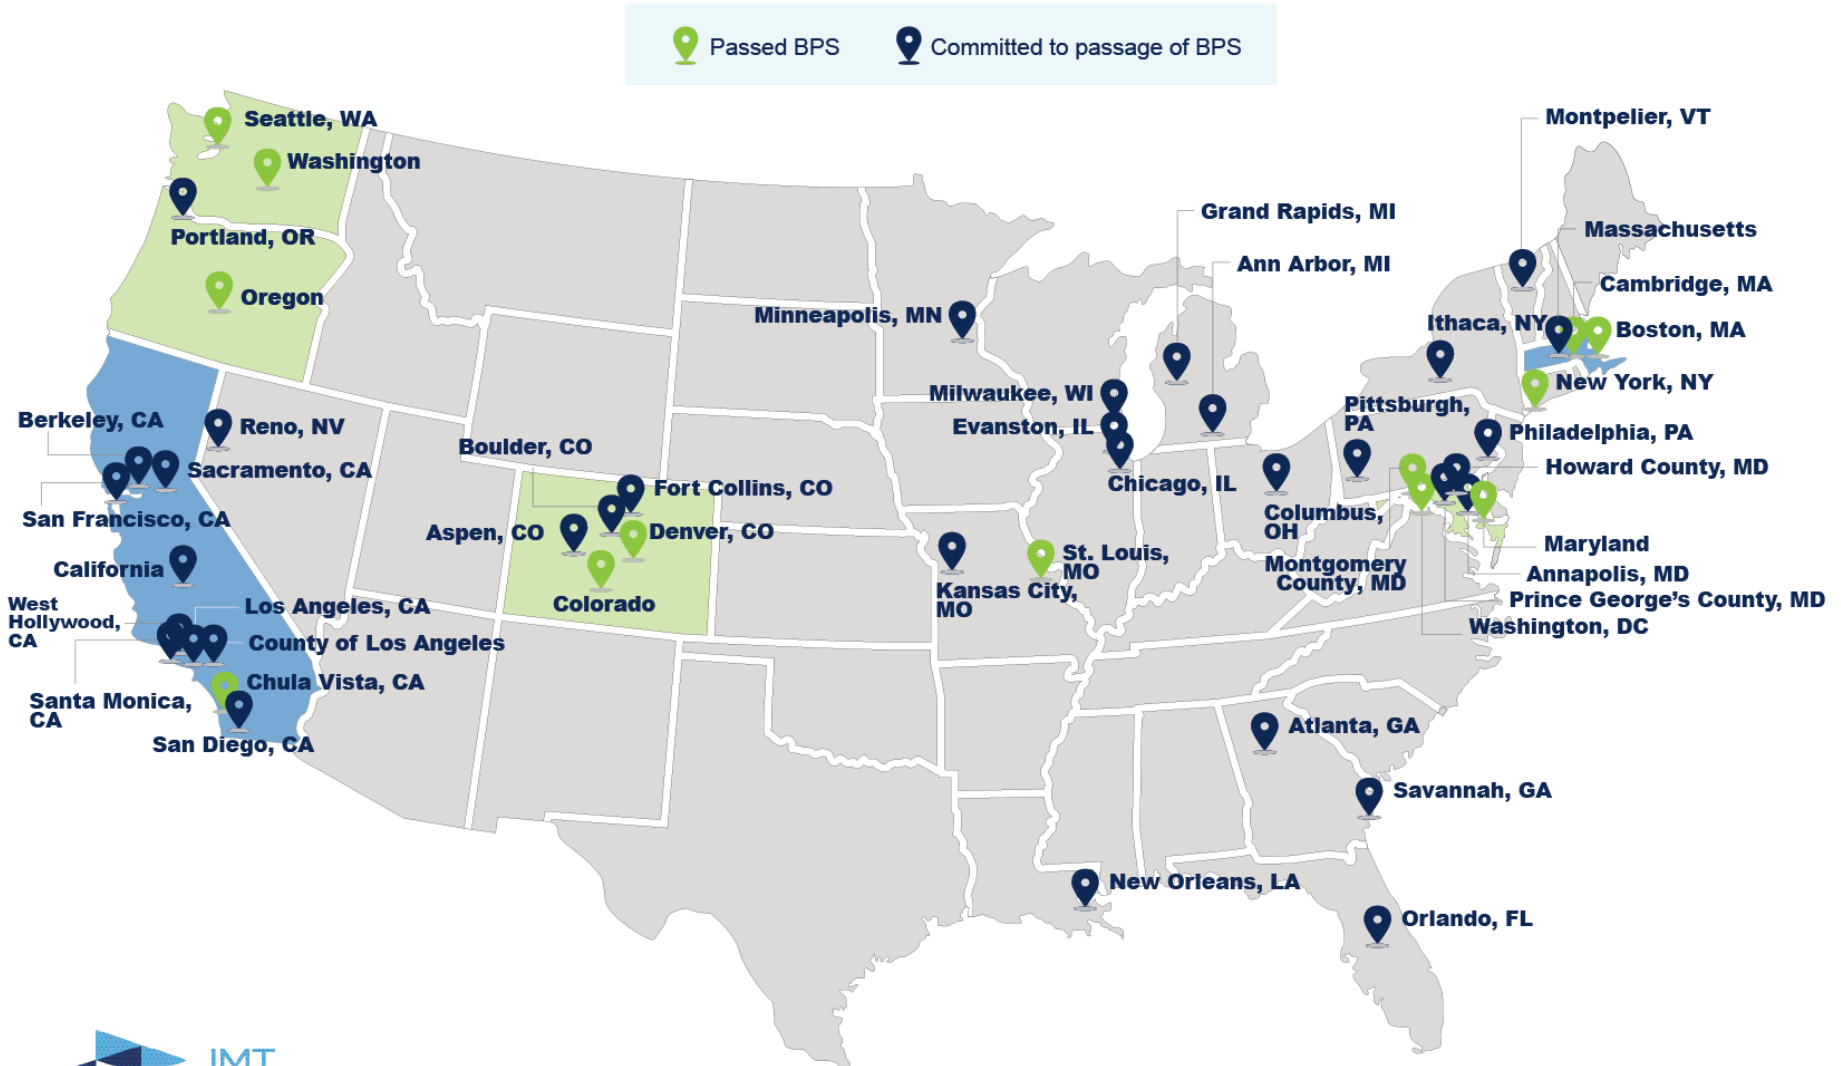 Passed BPS
Committed to passage of BPS
Seattle, WA
Washington
Portland, OR
Oregon
Berkeley, CA
Reno, NV
Sacramento, CA
San Francisco, CA
California
West
Hollywood,
CA
Los Angeles, CA
County of Los Angeles
Santa Monica,
CA
Chula Vista, CA
San Diego, CA
Boulder, CO
Fort Collins, CO
Aspen, CO
Denver, CO
Colorado
Minneapolis, MN
Milwaukee, WI
Evanston, IL
Chicago, IL
Kansas City,
MO
St. Louis,
MO
Grand Rapids, MI
Ann Arbor, MI
Columbus,
OH
Montpelier, VT
Massachusetts
Cambridge, MA
Boston, MA
Ithaca, NY
New York, NY
Pittsburgh,
PA
Philadelphia, PA
Howard County, MD
Montgomery
County, MD
Maryland
Annapolis, MD
Prince George's County, MD
Washington, DC
Atlanta, GA
Savannah, GA
New Orleans, LA
Orlando, FL
IMT